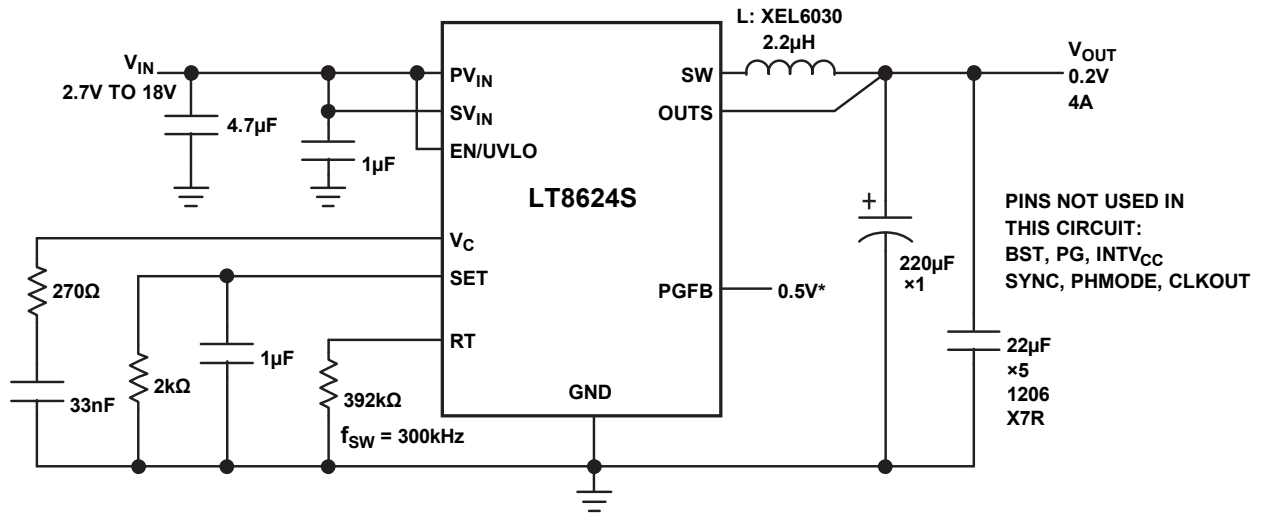 L: XEL6030
2.2µH
V_IN
2.7V TO 18V
4.7µF
1µF
PV_IN
SV_IN
EN/UVLO
SW
OUTS
V_OUT
0.2V
4A
LT8624S
V_C
SET
RT
PGFB
0.5V*
GND
270Ω
33nF
2kΩ
1µF
392kΩ
f_SW = 300kHz
+
220µF
×1
PINS NOT USED IN
THIS CIRCUIT:
BST, PG, INTV_CC
SYNC, PHMODE, CLKOUT
22µF
×5
1206
X7R